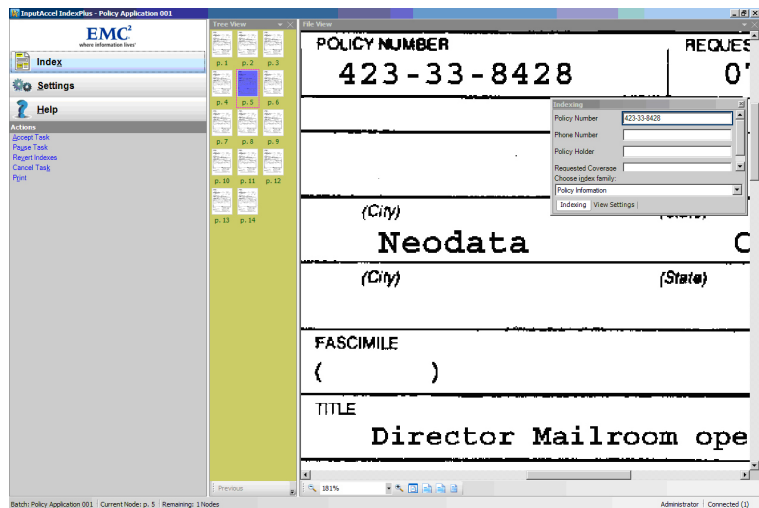 InputAccel IndexPlus - Policy Application 001
EMC²
where information lives®
Index
Settings
Help
Actions
Accept Task
Pause Task
Revert Indexes
Cancel Task
Print
Tree View
p. 1 p. 2 p. 3
p. 4 p. 5 p. 6
p. 7 p. 8 p. 9
p. 10 p. 11 p. 12
p. 13 p. 14
Previous
File View
POLICY NUMBER
REQUES
423-33-8428
0
Indexing
Policy Number 423-33-8428
Phone Number
Policy Holder
Requested Coverage
Choose index family:
Policy Information
Indexing View Settings
(City)
Neodata
C
(City) (State)
FASCIMILE
( )
TITLE
Director Mailroom ope
181%
Batch: Policy Application 001 Current Node: p. 5 Remaining: 1 Nodes
Administrator Connected (1)